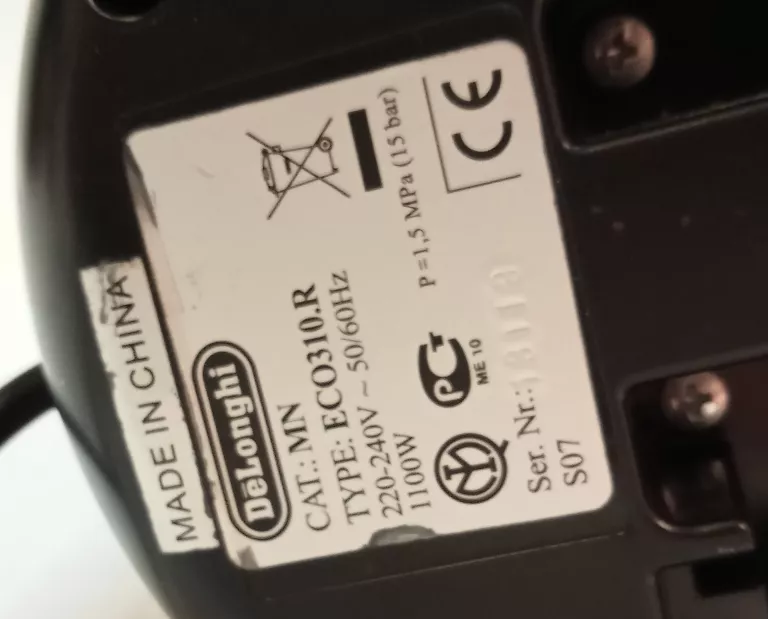 MADE IN CHINA
DeLonghi
CAT.: MN
TYPE: ECO310.R
220-240V ~ 50/60Hz
1100W
P=1,5 MPa (15 bar)
ME 10
CE
Ser. Nr.:
S07